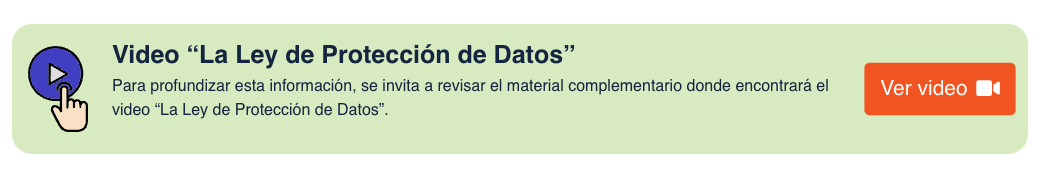 Video “La Ley de Protección de Datos”
Para profundizar esta información, se invita a revisar el material complementario donde encontrará el
video “La Ley de Protección de Datos”.
Ver video